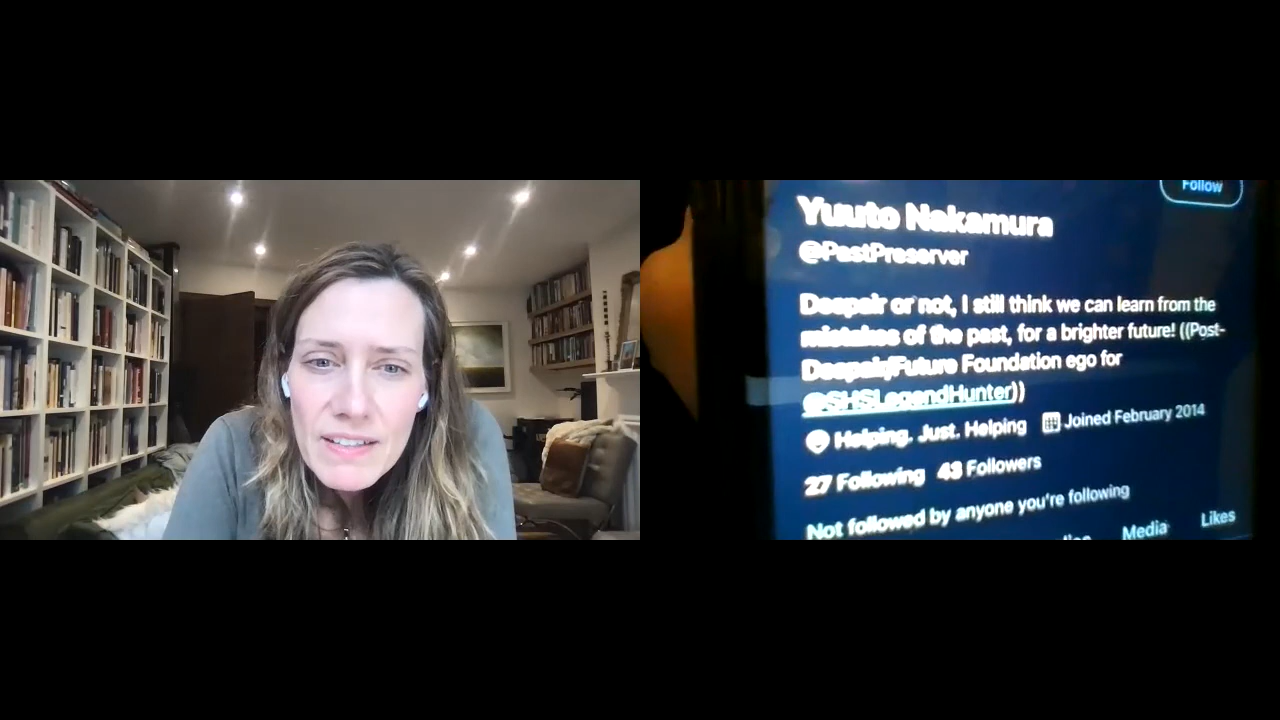 Follow
Yuuto Nakamura
@PastPreserver
Despair or not, I still think we can learn from the
mistakes of the past, for a brighter future! ((Post-
Despair/Future Foundation ego for
@SHSLegendHunter))
Helping. Just. Helping
Joined February 2014
27 Following 43 Followers
Not followed by anyone you're following
Media
Likes